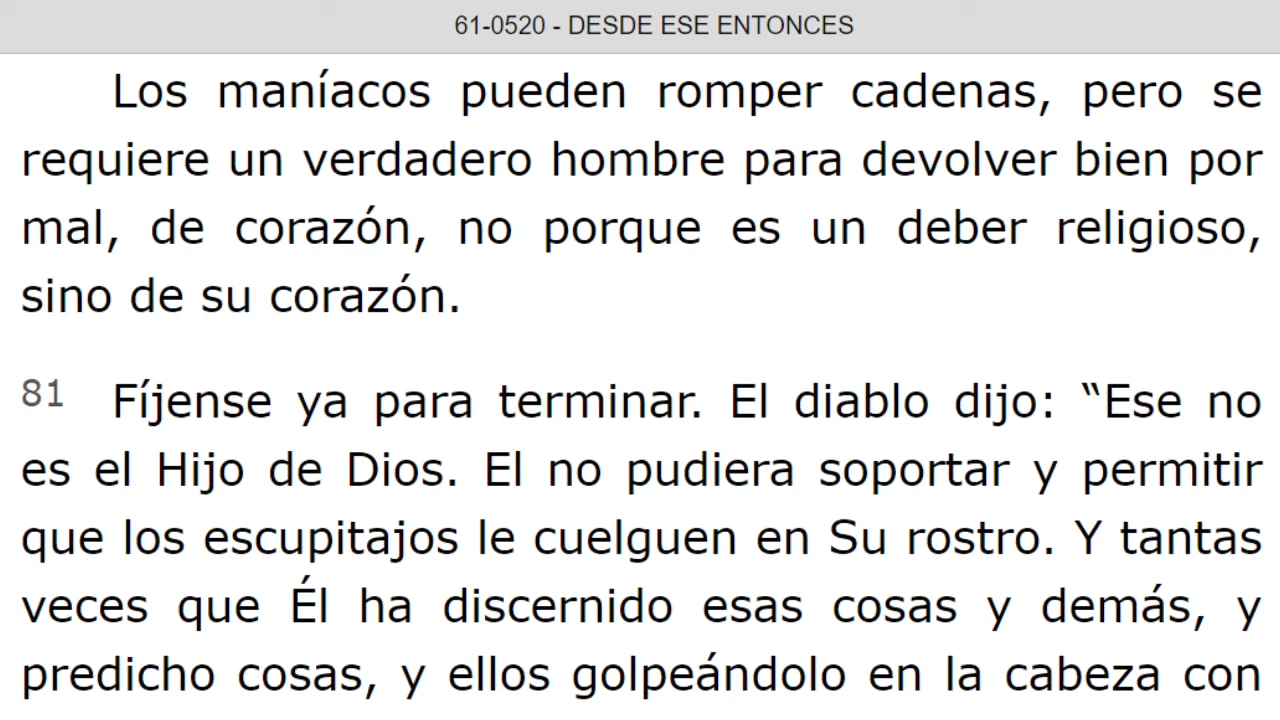 61-0520 - DESDE ESE ENTONCES
Los maníacos pueden romper cadenas, pero se
requiere un verdadero hombre para devolver bien por
mal, de corazón, no porque es un deber religioso,
sino de su corazón.
81 Fíjense ya para terminar. El diablo dijo: “Ese no
es el Hijo de Dios. El no pudiera soportar y permitir
que los escupitajos le cuelguen en Su rostro. Y tantas
veces que Él ha discernido esas cosas y demás, y
predicho cosas, y ellos golpeándolo en la cabeza con